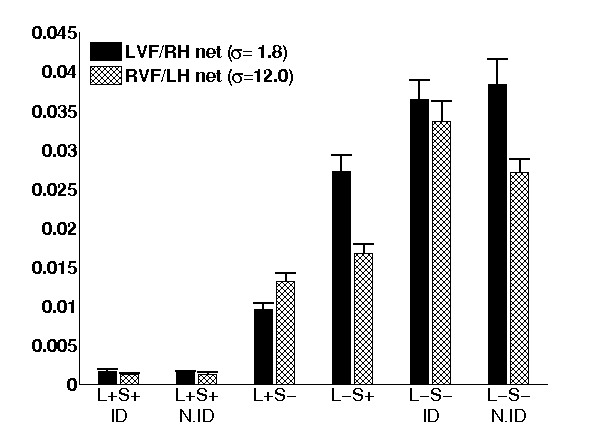 0.045
0.04
0.035
0.03
0.025
0.02
0.015
0.01
0.005
0
LVF/RH net (σ= 1.8)
RVF/LH net (σ=12.0)
L+S+ L+S+ L+S− L−S+ L−S− L−S−
ID N.ID ID N.ID